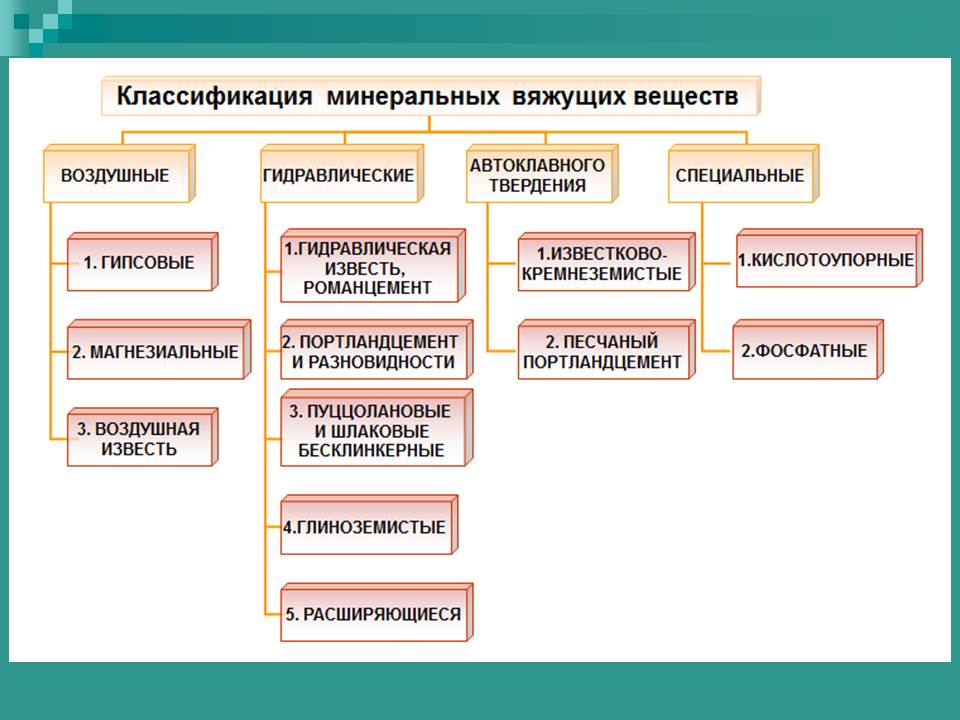 Классификация минеральных вяжущих веществ
ВОЗДУШНЫЕ
1. ГИПСОВЫЕ
2. МАГНЕЗИАЛЬНЫЕ
3. ВОЗДУШНАЯ
ИЗВЕСТЬ
ГИДРАВЛИЧЕСКИЕ
1.ГИДРАВЛИЧЕСКАЯ
ИЗВЕСТЬ,
РОМАНЦЕМЕНТ
2. ПОРТЛАНДЦЕМЕНТ
И РАЗНОВИДНОСТИ
3. ПУЦЦОЛАНОВЫЕ
И ШЛАКОВЫЕ
БЕСКЛИНКЕРНЫЕ
4.ГЛИНОЗЕМИСТЫЕ
5. РАСШИРЯЮЩИЕСЯ
АВТОКЛАВНОГО
ТВЕРДЕНИЯ
1.ИЗВЕСТКОВО-
КРЕМНЕЗЕМИСТЫЕ
2. ПЕСЧАНЫЙ
ПОРТЛАНДЦЕМЕНТ
СПЕЦИАЛЬНЫЕ
1.КИСЛОТОУПОРНЫЕ
2.ФОСФАТНЫЕ